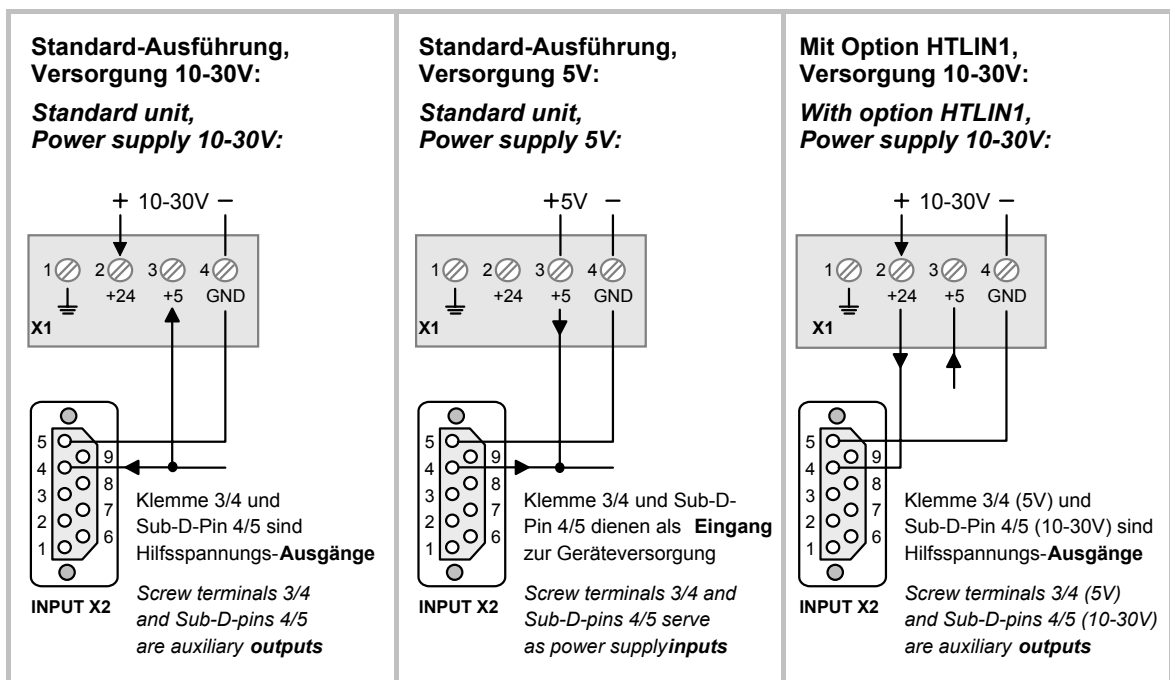 Standard-Ausführung,
Versorgung 10-30V:
Standard unit,
Power supply 10-30V:
+ 10-30V −
1 2 3 4
+24 +5 GND
X1
5
9
4
8
3
7
2
6
1
INPUT X2
Klemme 3/4 und
Sub-D-Pin 4/5 sind
Hilfsspannungs-Ausgänge
Screw terminals 3/4
and Sub-D-pins 4/5
are auxiliary outputs
Standard-Ausführung,
Versorgung 5V:
Standard unit,
Power supply 5V:
+5V −
1 2 3 4
+24 +5 GND
X1
5
9
4
8
3
7
2
6
1
INPUT X2
Klemme 3/4 und Sub-D-
Pin 4/5 dienen als Eingang
zur Geräteversorgung
Screw terminals 3/4 and
Sub-D-pins 4/5 serve
as power supplyinputs
Mit Option HTLIN1,
Versorgung 10-30V:
With option HTLIN1,
Power supply 10-30V:
+ 10-30V −
1 2 3 4
+24 +5 GND
X1
5
9
4
8
3
7
2
6
1
INPUT X2
Klemme 3/4 (5V) und
Sub-D-Pin 4/5 (10-30V) sind
Hilfsspannungs-Ausgänge
Screw terminals 3/4 (5V)
and Sub-D-pins 4/5 (10-30V)
are auxiliary outputs